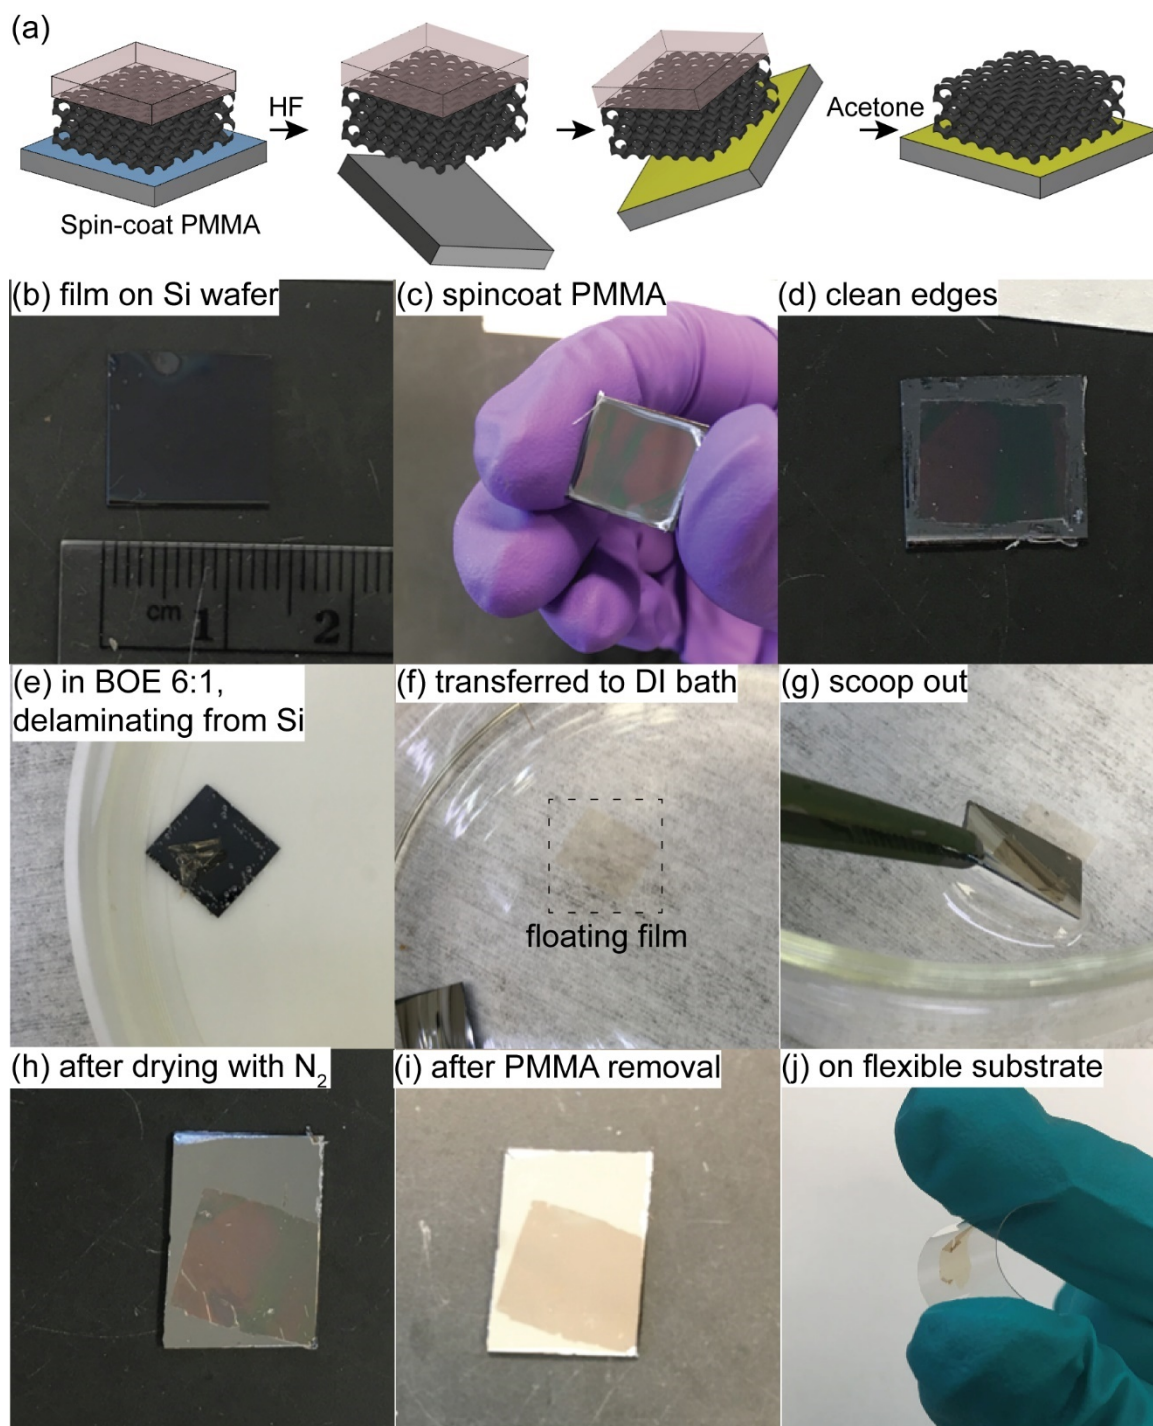 (a)
HF
Acetone
Spin-coat PMMA
(b) film on Si wafer
(c) spincoat PMMA
(d) clean edges
cm 1 2
(e) in BOE 6:1,
delaminating from Si
(f) transferred to DI bath
(g) scoop out
floating film
(h) after drying with N₂
(i) after PMMA removal
(j) on flexible substrate